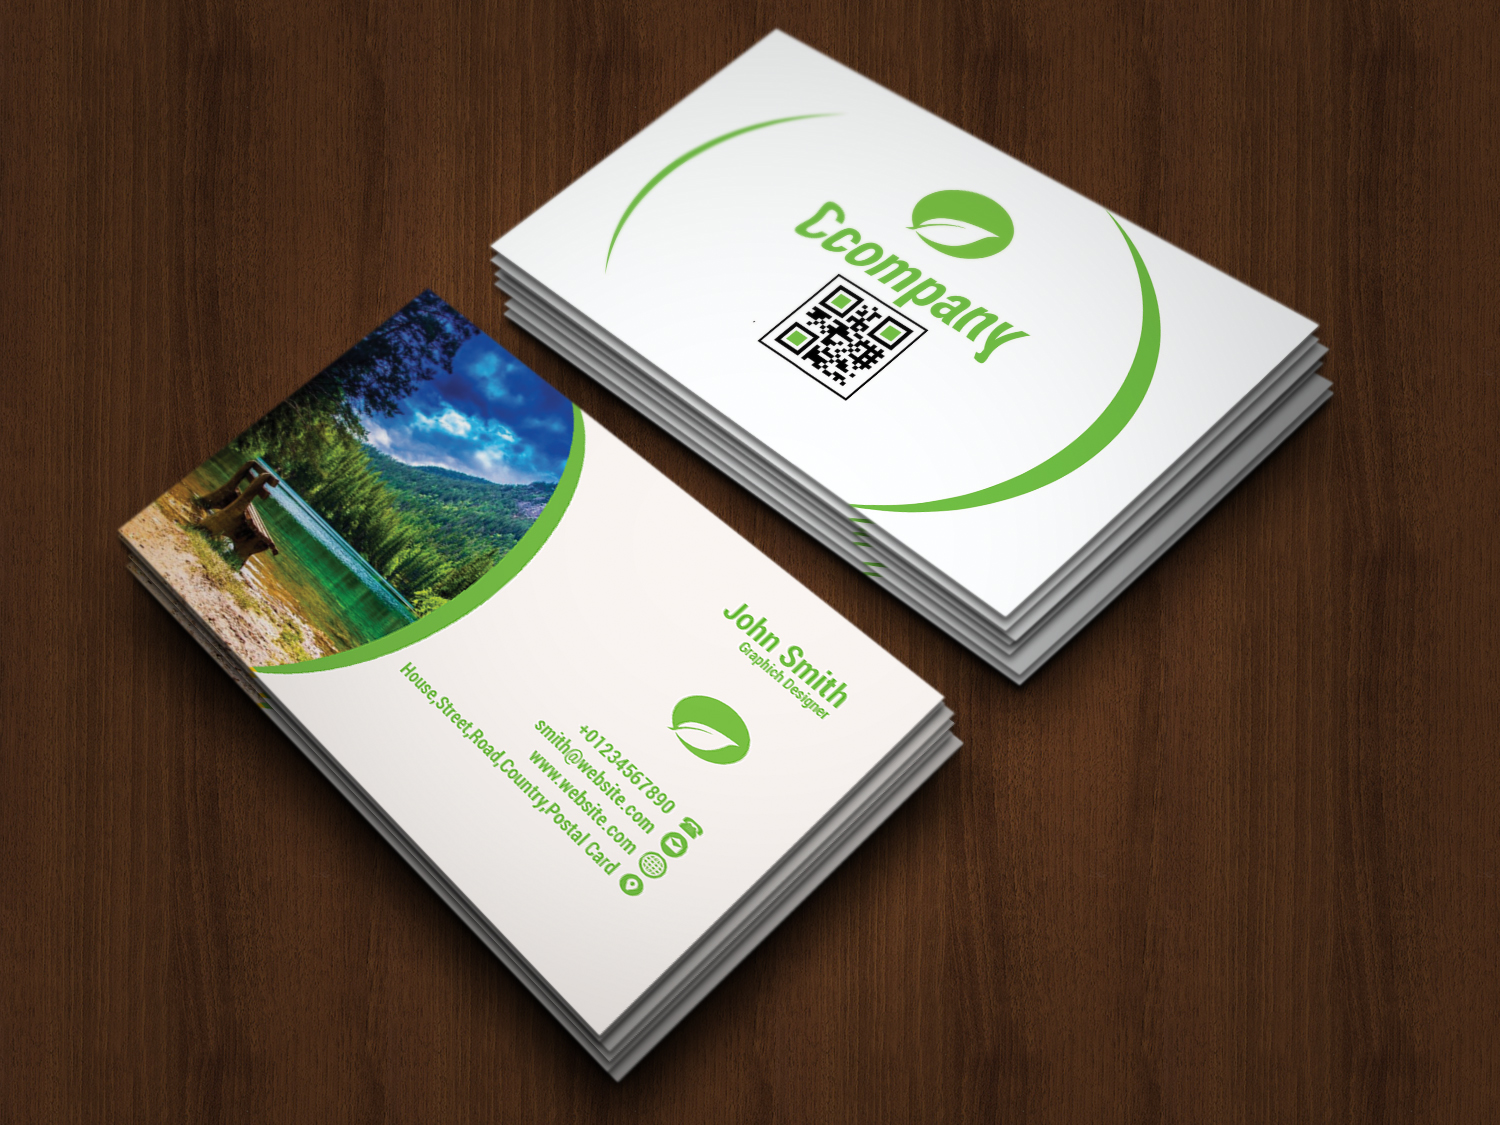 Ccompany
John Smith
Graphich Designer
+01234567890
smith@website.com
www.website.com
House,Street,Road,Country,Postal Card